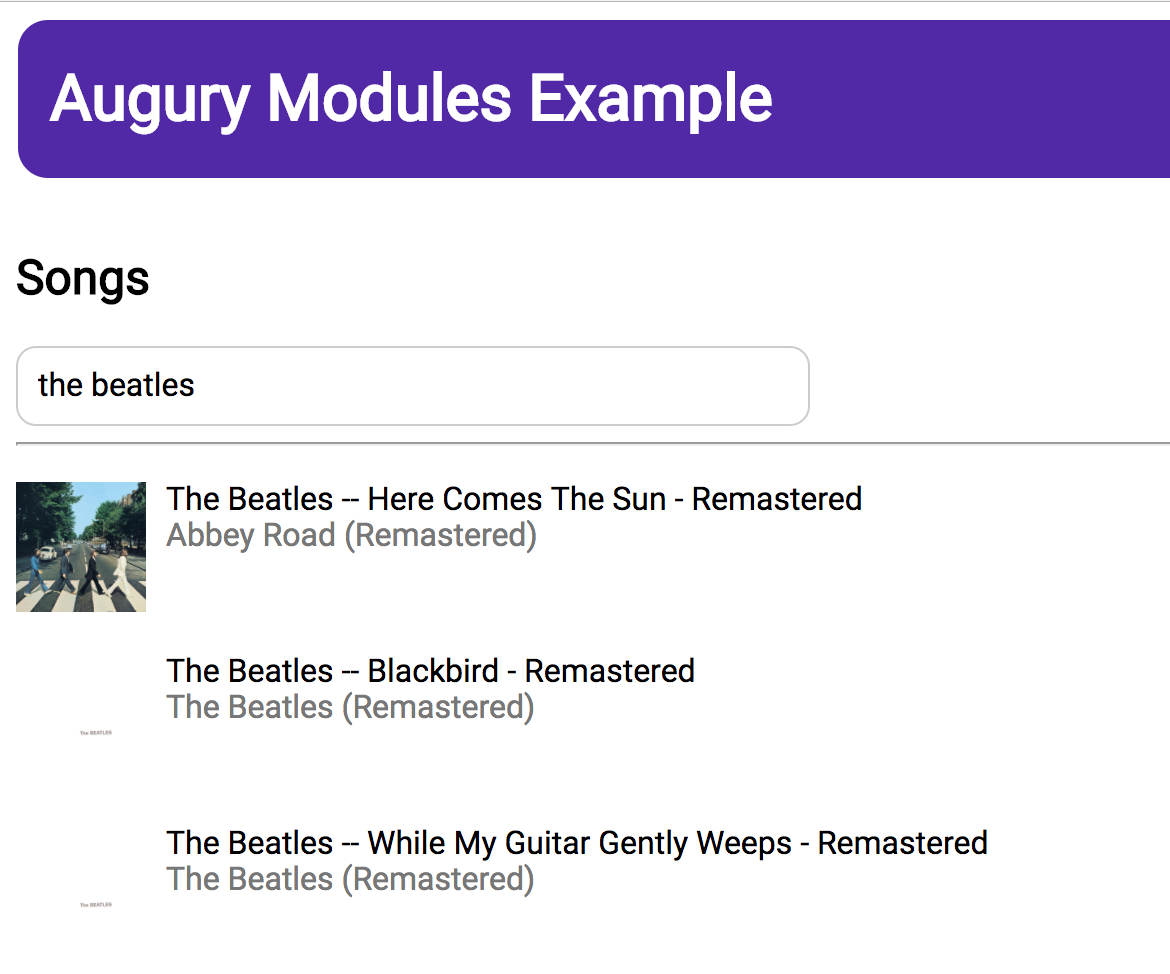 Augury Modules Example
Songs
the beatles
The Beatles -- Here Comes The Sun - Remastered
Abbey Road (Remastered)
The Beatles -- Blackbird - Remastered
The Beatles (Remastered)
The BEATLES
The Beatles -- While My Guitar Gently Weeps - Remastered
The Beatles (Remastered)
The BEATLES